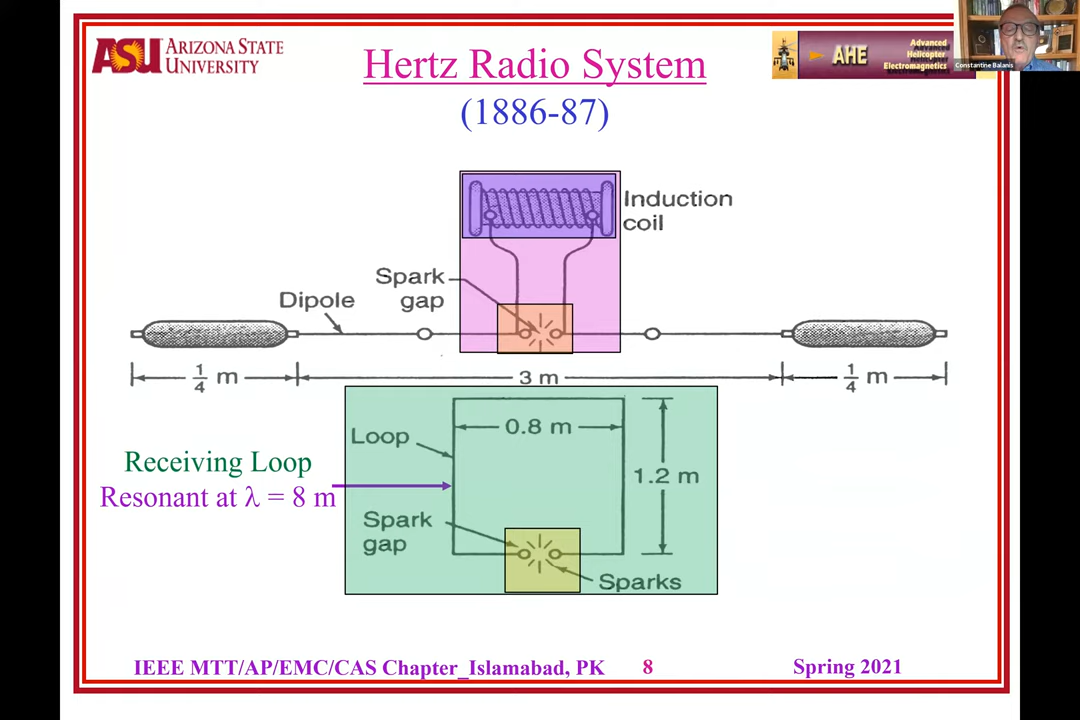 ASU ARIZONA STATE
UNIVERSITY
Hertz Radio System
(1886-87)
AHE
Advanced
Helicopter
Electromagnetics
Constantine Balanis
Induction
coil
Spark
gap
Dipole
1/4 m
3 m
1/4 m
Loop
0.8 m
1.2 m
Receiving Loop
Resonant at λ = 8 m
Spark
gap
Sparks
IEEE MTT/AP/EMC/CAS Chapter_Islamabad, PK 8 Spring 2021